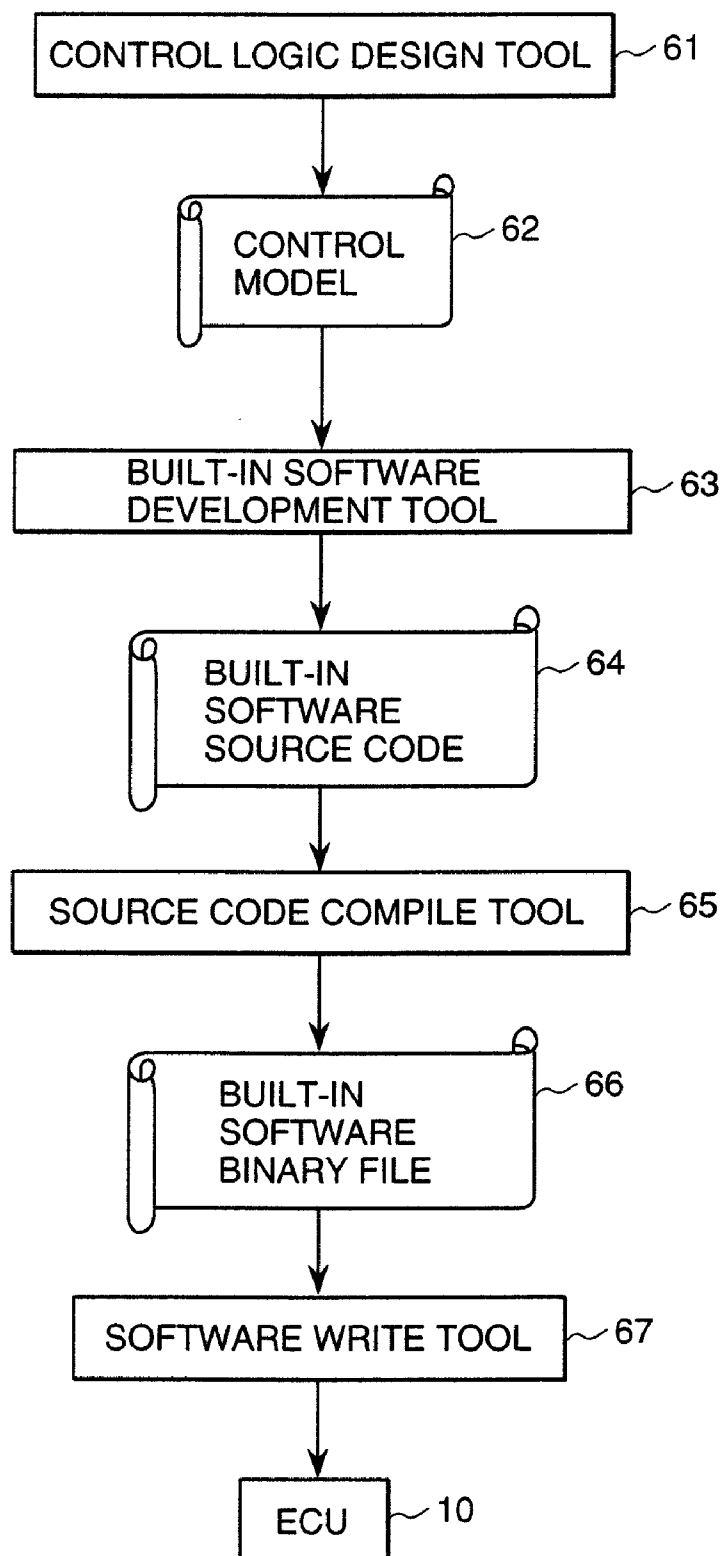 CONTROL LOGIC DESIGN TOOL 61
CONTROL
MODEL
62
BUILT-IN SOFTWARE
DEVELOPMENT TOOL
63
BUILT-IN
SOFTWARE
SOURCE CODE
64
SOURCE CODE COMPILE TOOL 65
BUILT-IN
SOFTWARE
BINARY FILE
66
SOFTWARE WRITE TOOL 67
ECU 10